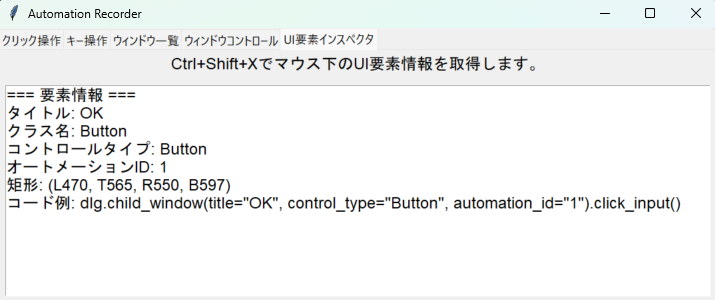 Automation Recorder
クリック操作 キー操作 ウィンドウ一覧 ウィンドウコントロール UI要素インスペクタ
Ctrl+Shift+Xでマウス下のUI要素情報を取得します。
=== 要素情報 ===
タイトル: OK
クラス名: Button
コントロールタイプ: Button
オートメーションID: 1
矩形: (L470, T565, R550, B597)
コード例: dlg.child_window(title="OK", control_type="Button", automation_id="1").click_input()